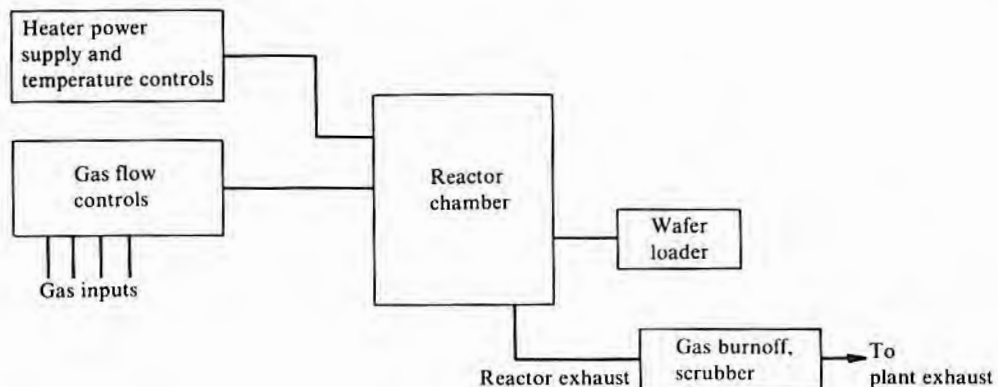 Heater power
supply and
temperature controls
Gas flow
controls
Gas inputs
Reactor
chamber
Wafer
loader
Reactor exhaust
Gas burnoff,
scrubber
To
plant exhaust